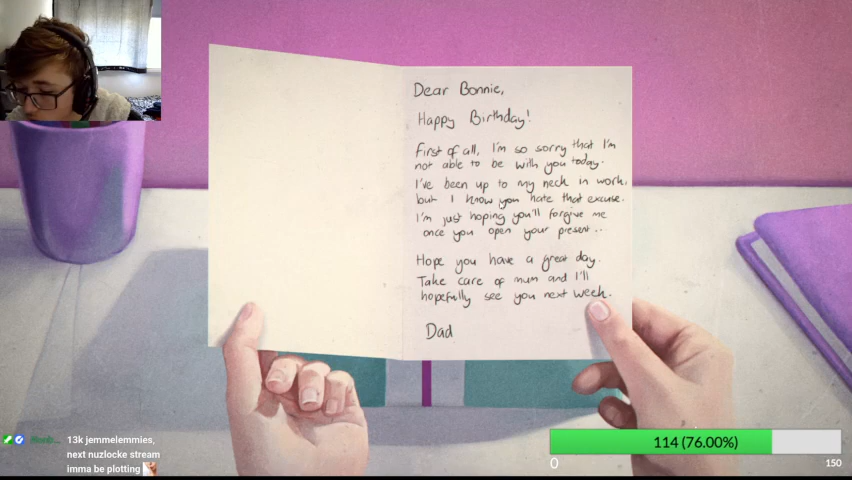 Dear Bonnie,
Happy Birthday!
First of all, I'm so sorry that I'm
not able to be with you today.
I've been up to my neck in work,
but I know you hate that excuse.
I'm just hoping you'll forgive me
once you open your present...
Hope you have a great day.
Take care of mum and I'll
hopefully see you next week.
Dad
13k jemmelemmies,
next nuzlocke stream
imma be plotting
114 (76.00%)
0
150